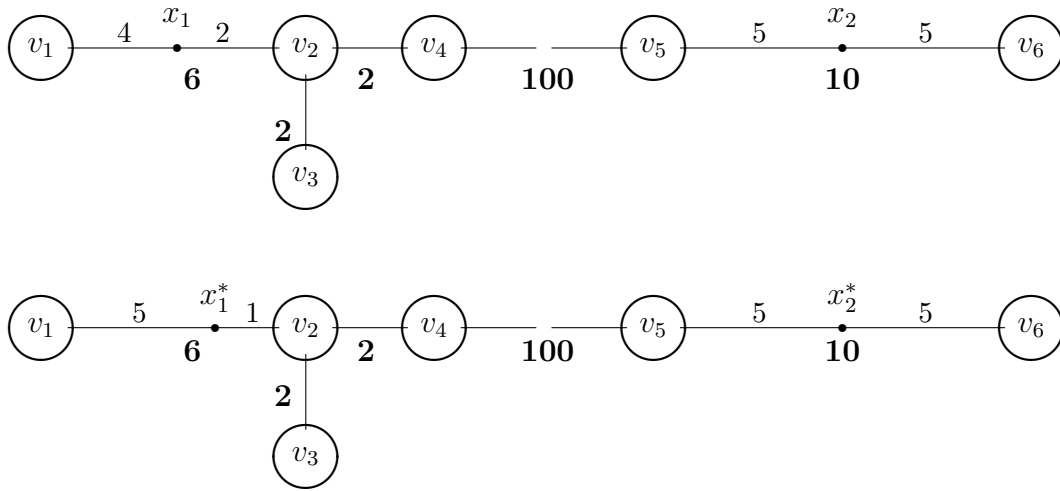 4 x₁ 2 5 x₂ 5
v₁ v₂ v₄ v₅ v₆
6 2 100 10
2
v₃
5 x₁* 1 5 x₂* 5
v₁ v₂ v₄ v₅ v₆
6 2 100 10
2
v₃